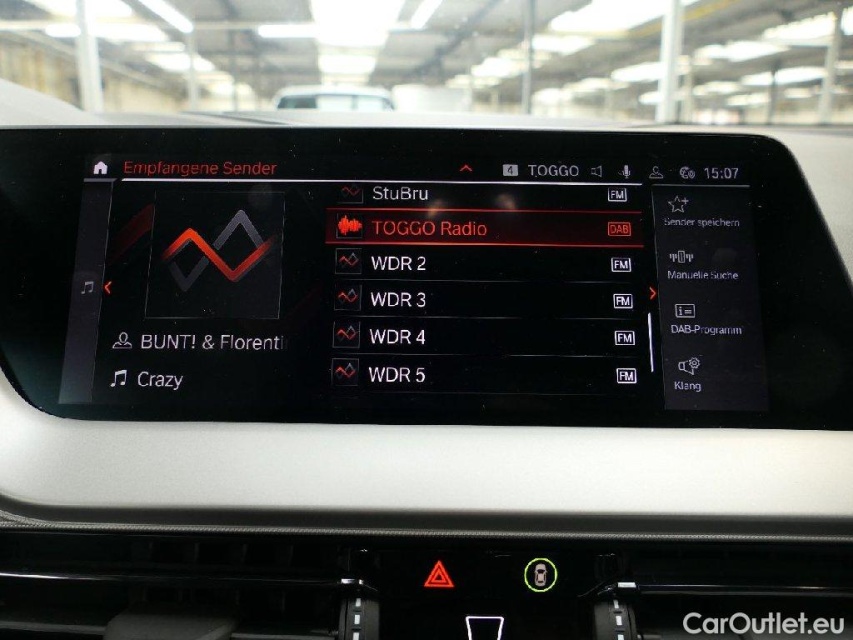 Empfangene Sender
4 TOGGO 15:07
StuBru FM
TOGGO Radio DAB
WDR 2 FM
WDR 3 FM
WDR 4 FM
WDR 5 FM
BUNT! & Florenti
Crazy
Sender speichern
Manuelle Suche
DAB-Programm
Klang
CarOutlet.eu